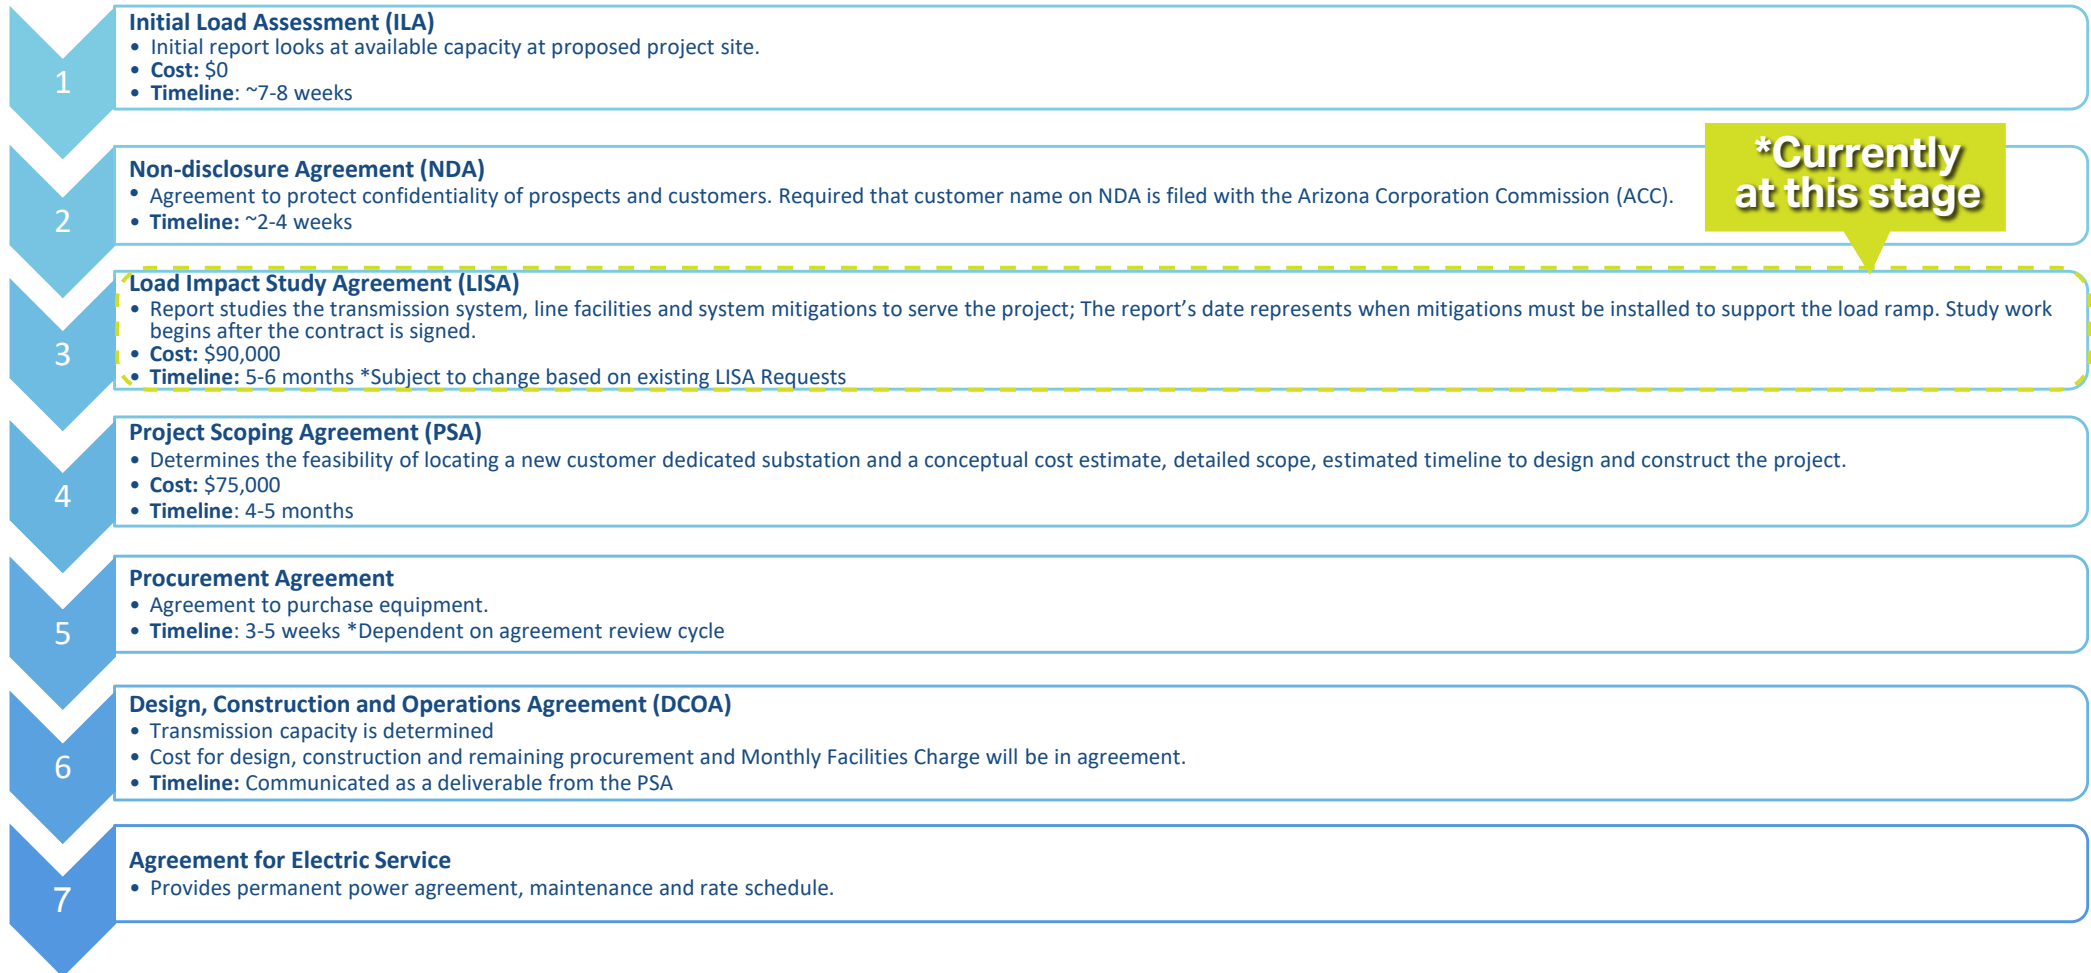 1
Initial Load Assessment (ILA)
• Initial report looks at available capacity at proposed project site.
• Cost: $0
• Timeline: ~7-8 weeks
*Currently
at this stage
2
Non-disclosure Agreement (NDA)
• Agreement to protect confidentiality of prospects and customers. Required that customer name on NDA is filed with the Arizona Corporation Commission (ACC).
• Timeline: ~2-4 weeks
3
Load Impact Study Agreement (LISA)
• Report studies the transmission system, line facilities and system mitigations to serve the project; The report’s date represents when mitigations must be installed to support the load ramp. Study work
begins after the contract is signed.
• Cost: $90,000
• Timeline: 5-6 months *Subject to change based on existing LISA Requests
4
Project Scoping Agreement (PSA)
• Determines the feasibility of locating a new customer dedicated substation and a conceptual cost estimate, detailed scope, estimated timeline to design and construct the project.
• Cost: $75,000
• Timeline: 4-5 months
5
Procurement Agreement
• Agreement to purchase equipment.
• Timeline: 3-5 weeks *Dependent on agreement review cycle
6
Design, Construction and Operations Agreement (DCOA)
• Transmission capacity is determined
• Cost for design, construction and remaining procurement and Monthly Facilities Charge will be in agreement.
• Timeline: Communicated as a deliverable from the PSA
7
Agreement for Electric Service
• Provides permanent power agreement, maintenance and rate schedule.